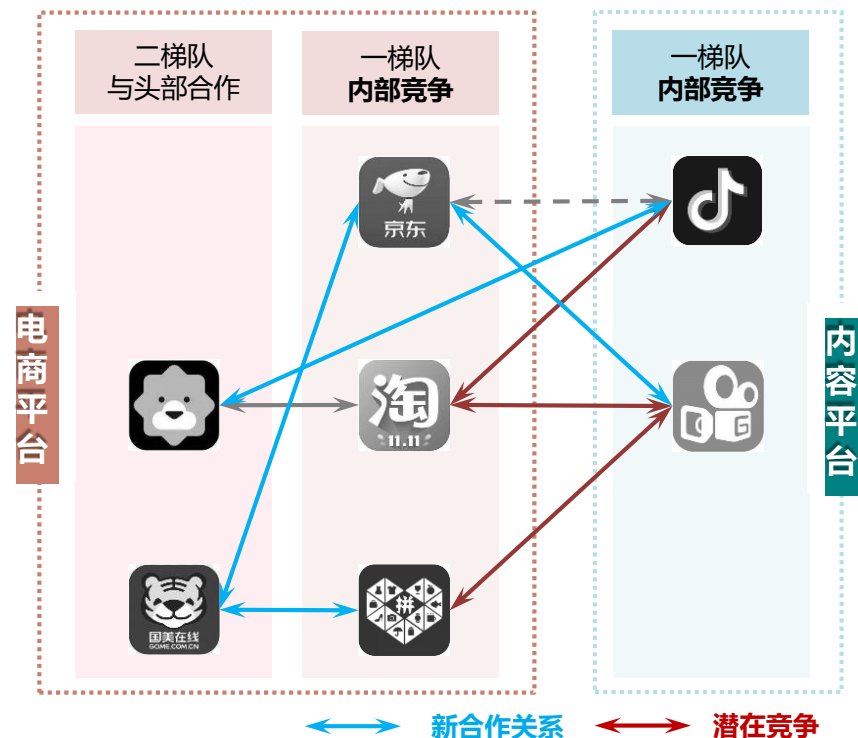 二梯队
与头部合作
一梯队
内部竞争
一梯队
内部竞争
电商平台
内容平台
京东
淘
11.11
国美在线
GOME.COM.CN
拼
G
新合作关系
潜在竞争